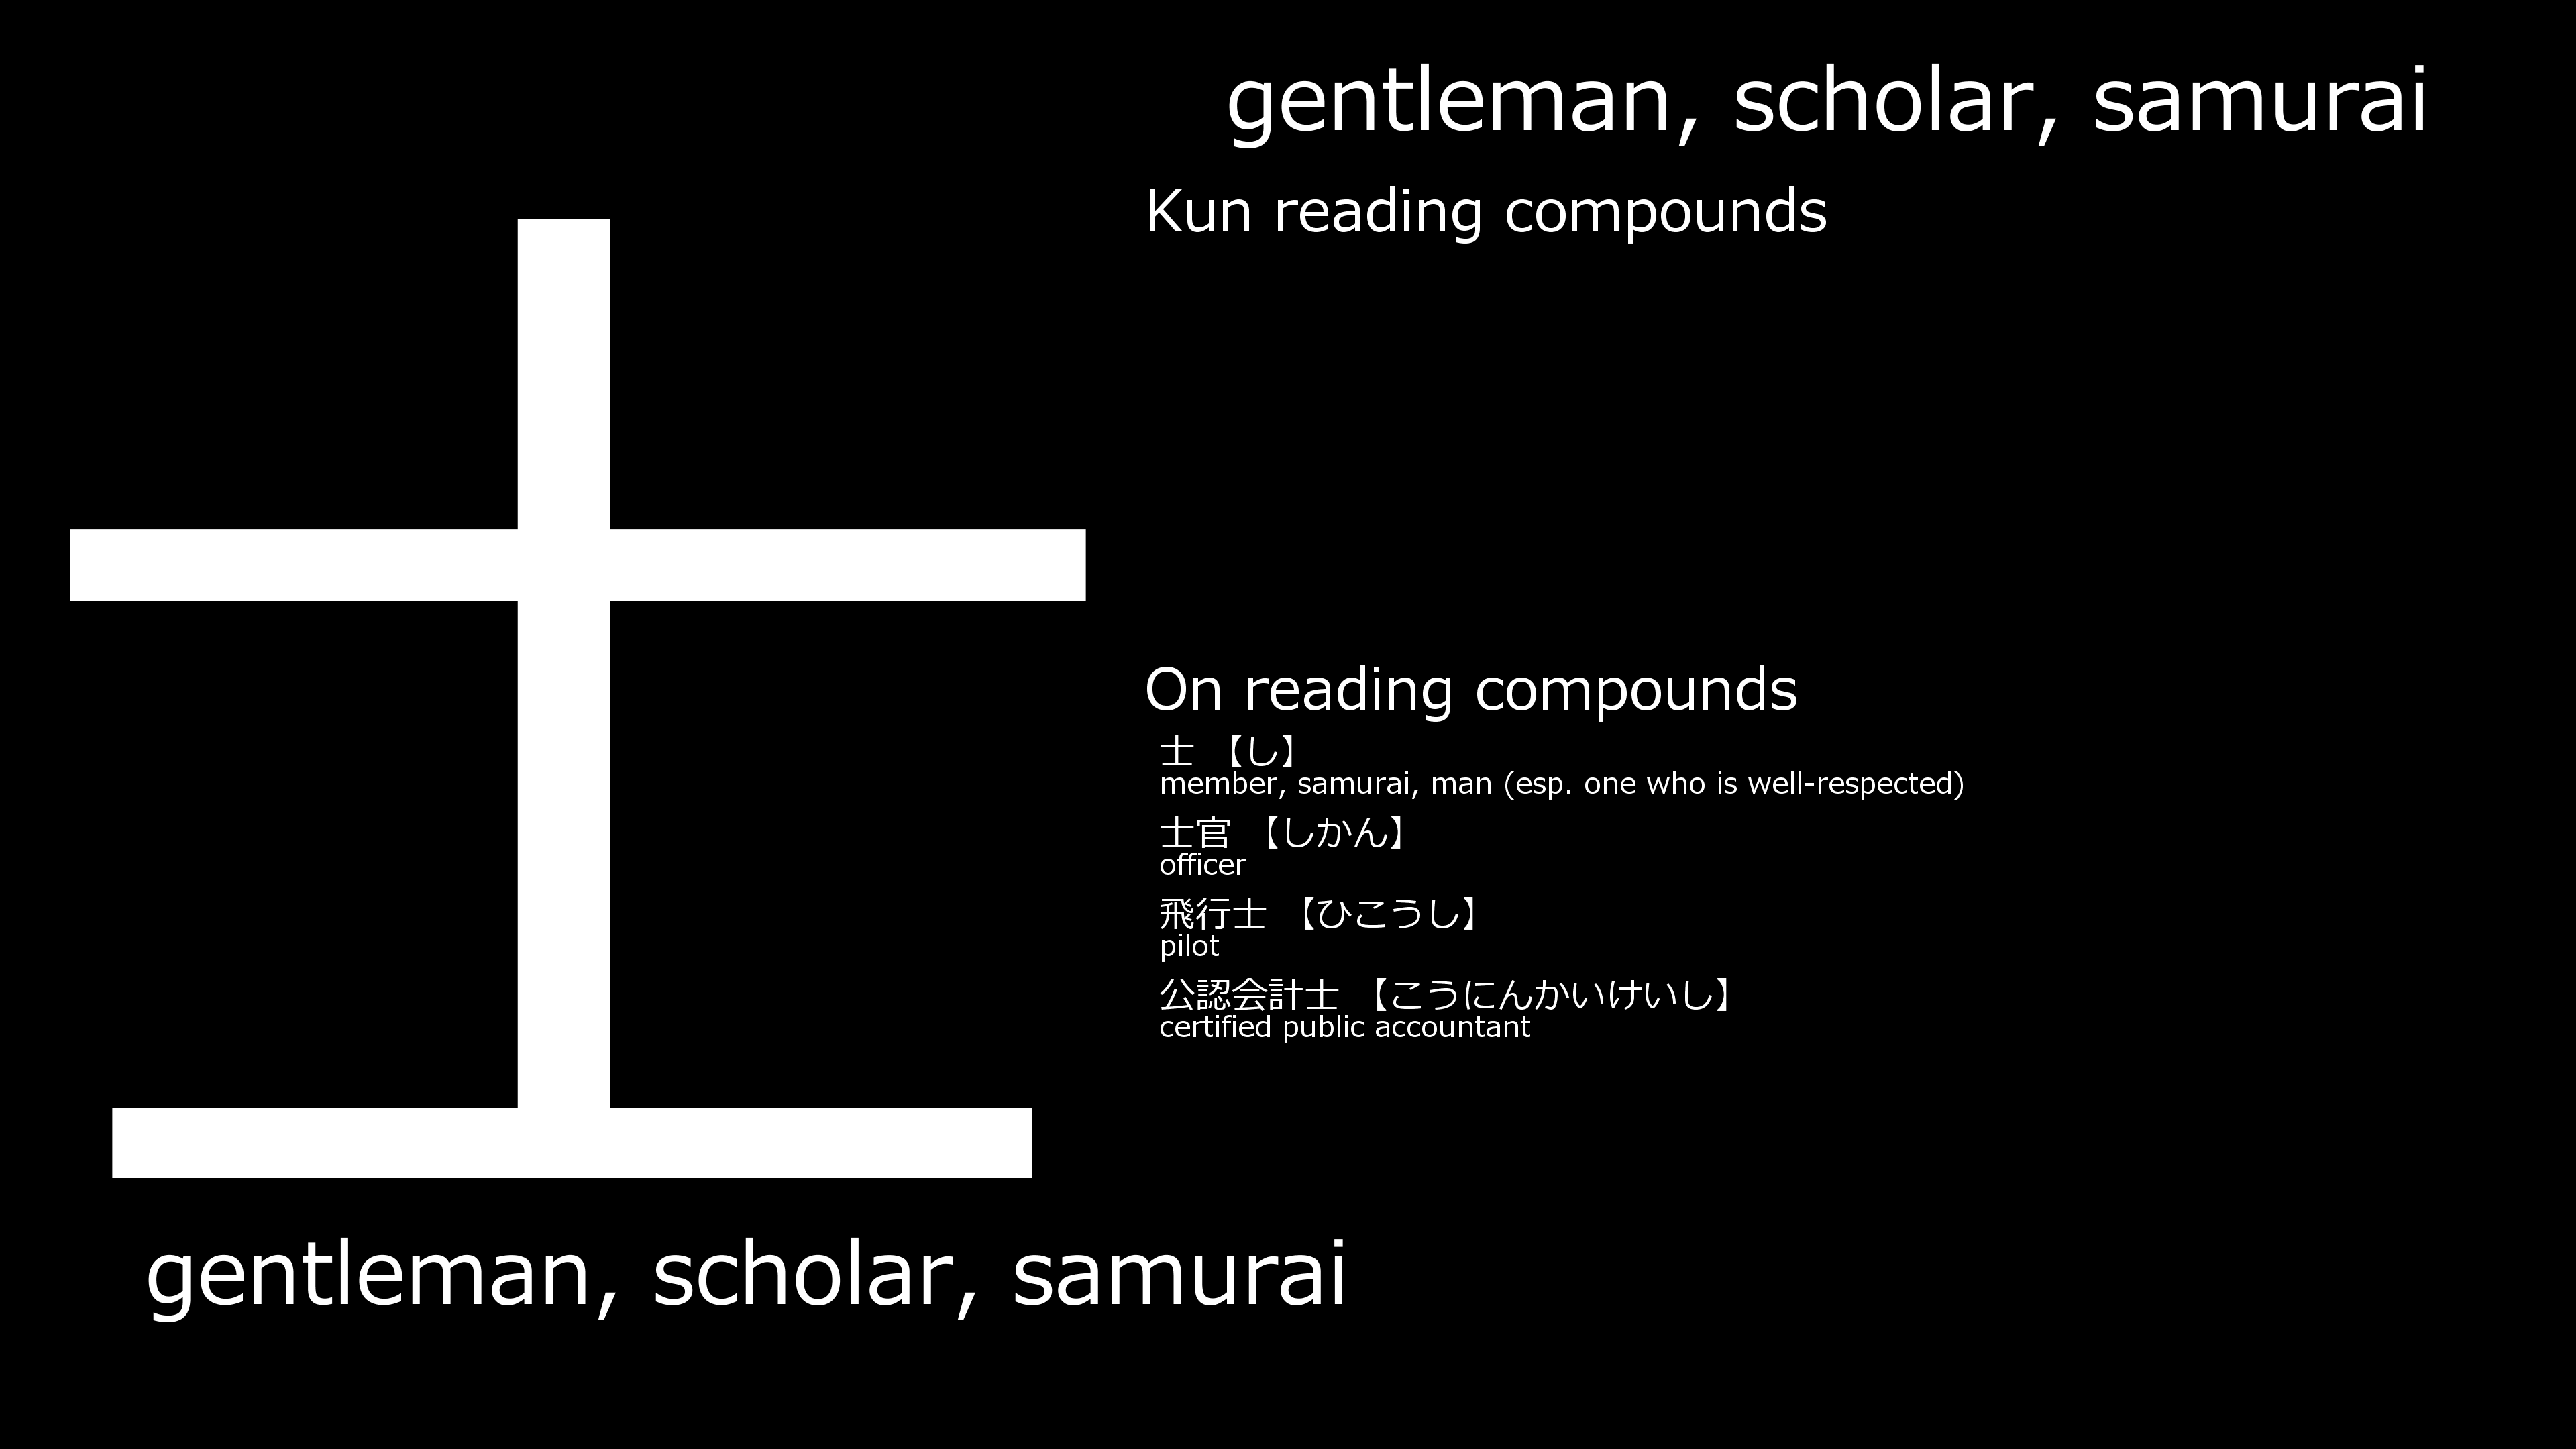 士
gentleman, scholar, samurai
gentleman, scholar, samurai
Kun reading compounds
On reading compounds
士 【し】
member, samurai, man (esp. one who is well-respected)
士官 【しかん】
officer
飛行士 【ひこうし】
pilot
公認会計士 【こうにんかいけいし】
certified public accountant